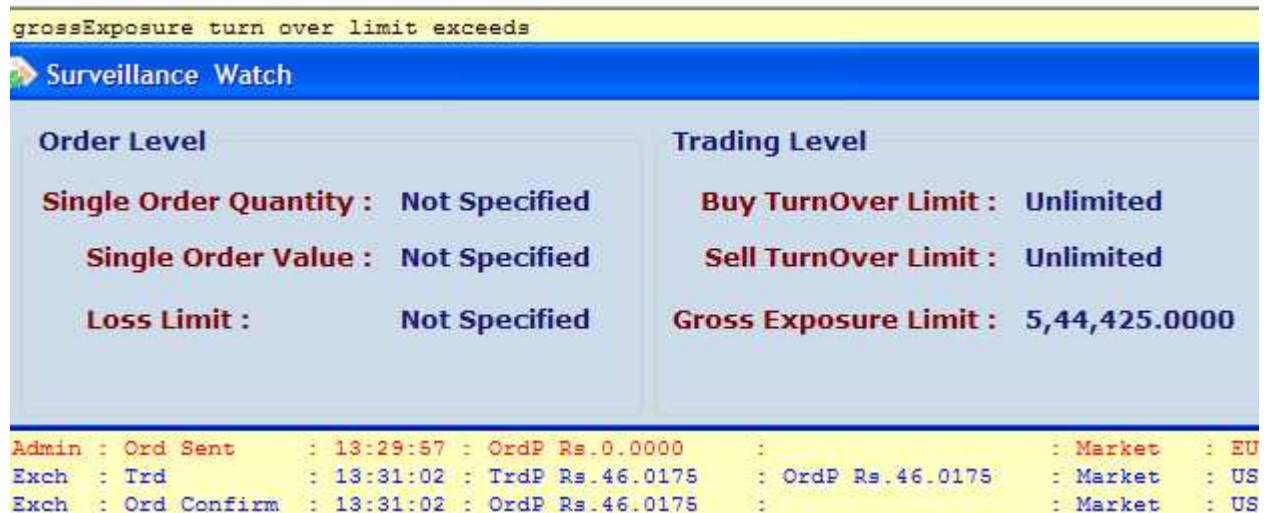 grossExposure turn over limit exceeds
Surveillance Watch
Order Level
Single Order Quantity : Not Specified
Single Order Value : Not Specified
Loss Limit : Not Specified
Trading Level
Buy TurnOver Limit : Unlimited
Sell TurnOver Limit : Unlimited
Gross Exposure Limit : 5,44,425.0000
Admin : Ord Sent : 13:29:57 : OrdP Rs.0.0000 : : Market : EU
Exch : Trd : 13:31:02 : TrdP Rs.46.0175 : OrdP Rs.46.0175 : Market : US
Exch : Ord Confirm : 13:31:02 : OrdP Rs.46.0175 : : Market : US